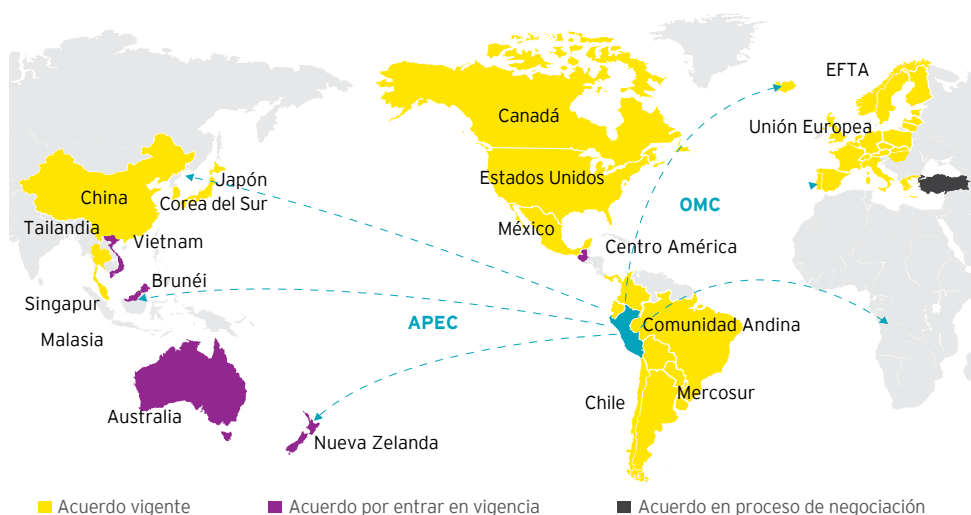 EFTA
Canadá
Unión Europea
Estados Unidos
Japón
China
Corea del Sur
OMC
México
Tailandia
Vietnam
Centro América
Brunéi
Singapur
APEC
Comunidad Andina
Malasia
Chile
Mercosur
Australia
Nueva Zelanda
Acuerdo vigente
Acuerdo por entrar en vigencia
Acuerdo en proceso de negociación